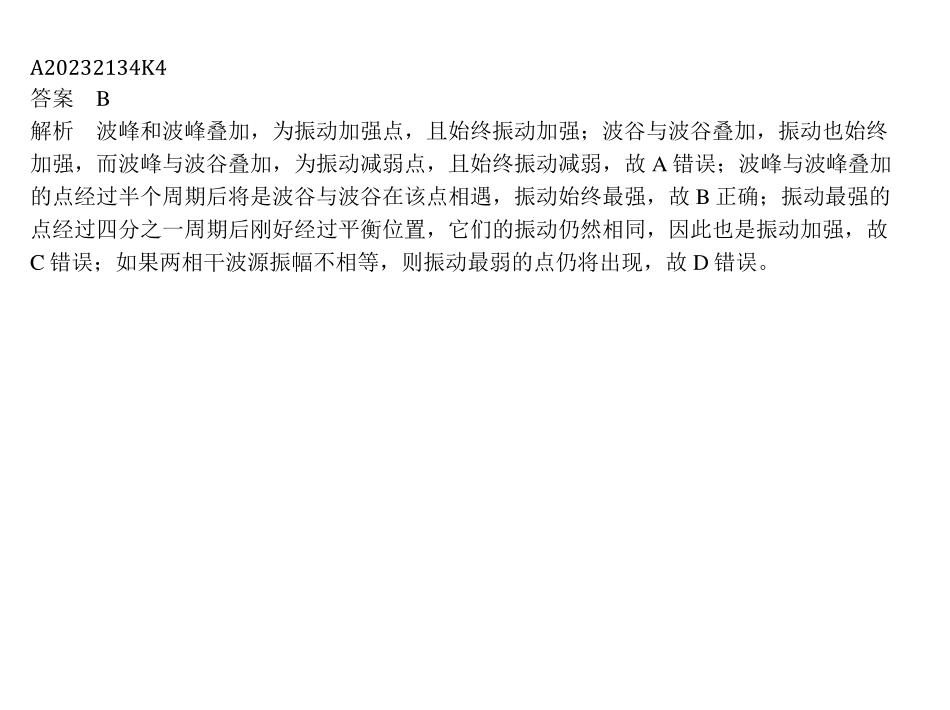 A20232134K4
答案 B
解析 波峰和波峰叠加，为振动加强点，且始终振动加强；波谷与波谷叠加，振动也始终
加强，而波峰与波谷叠加，为振动减弱点，且始终振动减弱，故 A 错误；波峰与波峰叠加
的点经过半个周期后将是波谷与波谷在该点相遇，振动始终最强，故 B 正确；振动最强的
点经过四分之一周期后刚好经过平衡位置，它们的振动仍然相同，因此也是振动加强，故
C 错误；如果两相干波源振幅不相等，则振动最弱的点仍将出现，故 D 错误。